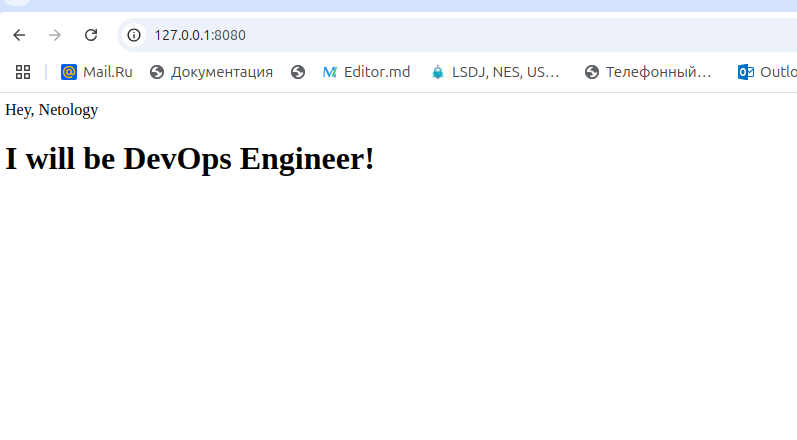 127.0.0.1:8080
Mail.Ru Документация Editor.md LSDJ, NES, US... Телефонный... Outlo
Hey, Netology
I will be DevOps Engineer!